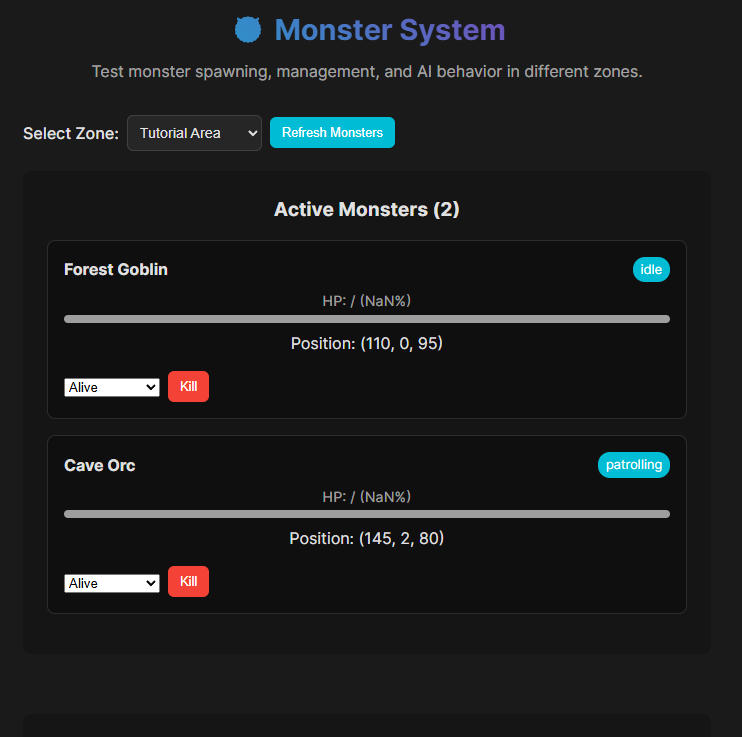 Monster System
Test monster spawning, management, and AI behavior in different zones.
Select Zone: Tutorial Area Refresh Monsters
Active Monsters (2)
Forest Goblin idle
HP: / (NaN%)
Position: (110, 0, 95)
Alive Kill
Cave Orc patrolling
HP: / (NaN%)
Position: (145, 2, 80)
Alive Kill